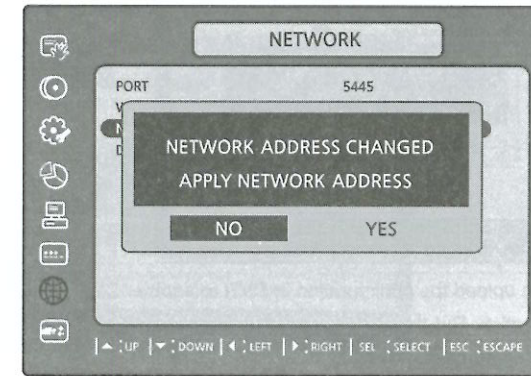 NETWORK
PORT 5445
W
N
D
NETWORK ADDRESS CHANGED
APPLY NETWORK ADDRESS
NO YES
▲ : UP | ▼ : DOWN | ◀ : LEFT | ▶ : RIGHT | SEL : SELECT | ESC : ESCAPE